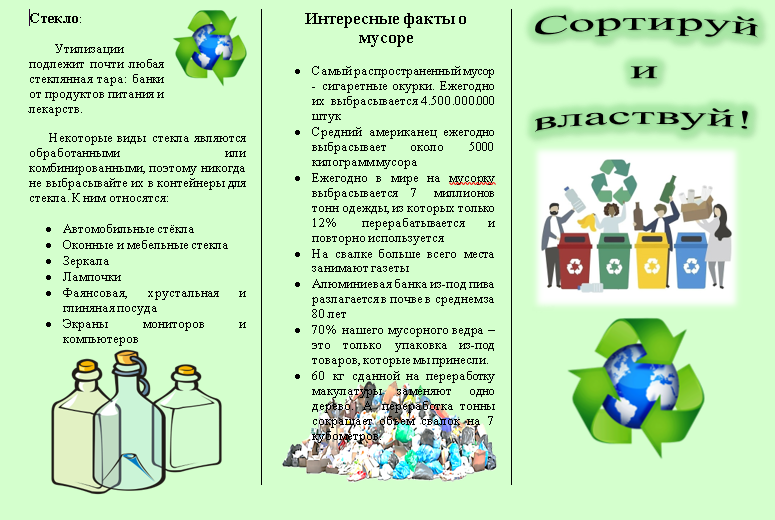 Стекло:
Утилизации
подлежит почти любая
стеклянная тара: банки
от продуктов питания и
лекарств.
Некоторые виды стекла являются
обработанными или
комбинированными, поэтому никогда
не выбрасывайте их в контейнеры для
стекла. К ним относятся:
● Автомобильные стёкла
● Оконные и мебельные стекла
● Зеркала
● Лампочки
● Фаянсовая, хрустальная и
глиняная посуда
● Экраны мониторов и
компьютеров
Интересные факты о
мусоре
● Самый распространенный мусор
- сигаретные окурки. Ежегодно
их выбрасывается 4.500.000.000
штук
● Средний американец ежегодно
выбрасывает около 5000
килограмм мусора
● Ежегодно в мире на мусорку
выбрасывается 7 миллионов
тонн одежды, из которых только
12% перерабатывается и
повторно используется
● На свалке больше всего места
занимают газеты
● Алюминиевая банка из-под пива
разлагается в почве в среднем за
80 лет
● 70% нашего мусорного ведра –
это только упаковка из-под
товаров, которые мы принесли.
● 60 кг сданной на переработку
макулатуры заменяют одно
дерево. А переработка тонны
сокращает объем свалок на 7
кубометров.
Сортируй
и
властвуй!